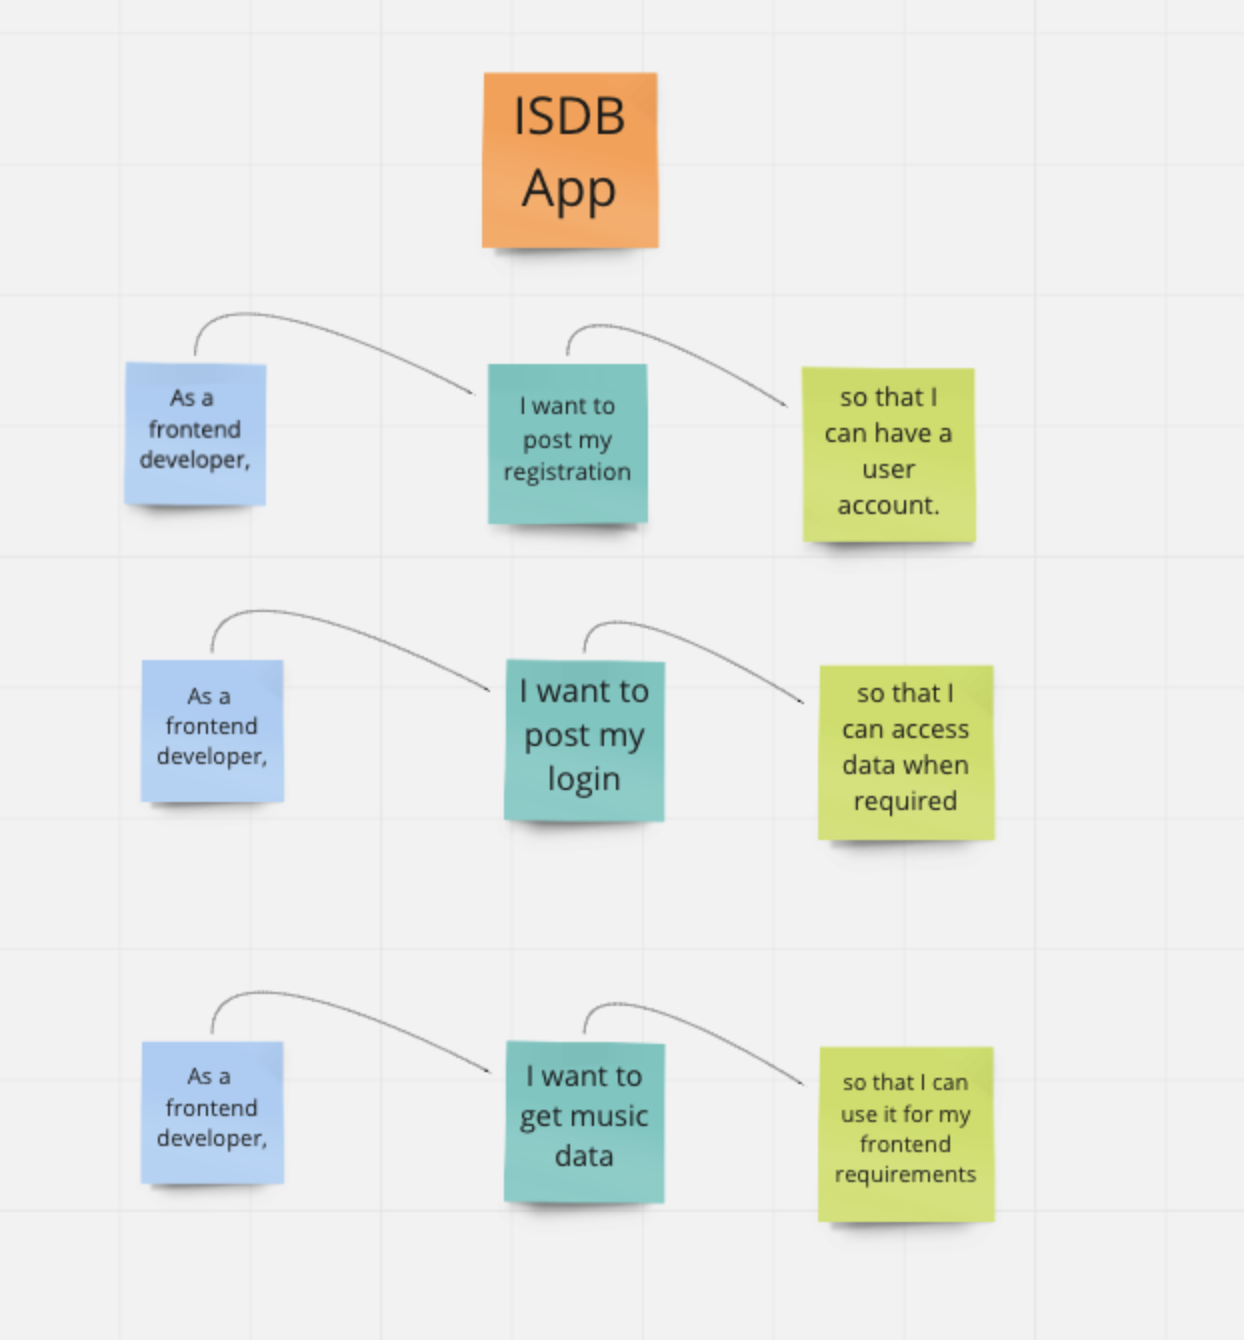 ISDB
App
As a
frontend
developer,
I want to
post my
registration
so that I
can have a
user
account.
As a
frontend
developer,
I want to
post my
login
so that I
can access
data when
required
As a
frontend
developer,
I want to
get music
data
so that I can
use it for my
frontend
requirements